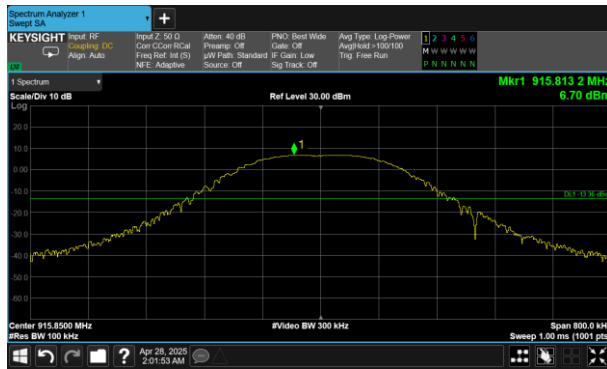 Spectrum Analyzer 1
Swept SA
KEYSIGHT Input: RF Input Z: 50 Ω Atten: 40 dB PNO: Best Wide Avg Type: Log-Power 1 2 3 4 5 6
Coupling: DC Corr CCorr RCal Preamp: Off Gate: Off Avg|Hold:>100/100 M W W W W W
Align: Auto Freq Ref: Int (S) µW Path: Standard IF Gain: Low Trig: Free Run
NFE: Adaptive Source: Off Sig Track: Off P N N N N N
1 Spectrum Mkr1 915.813 2 MHz
Scale/Div 10 dB Ref Level 30.00 dBm 6.70 dBm
Log
20.0
10.0 1
0.00
-10.0
DL1 -13.36 dBm
-20.0
-30.0
-40.0
-50.0
-60.0
Center 915.8500 MHz #Video BW 300 kHz Span 800.0 kHz
#Res BW 100 kHz Sweep 1.00 ms (1001 pts)
Apr 28, 2025
2:01:53 AM